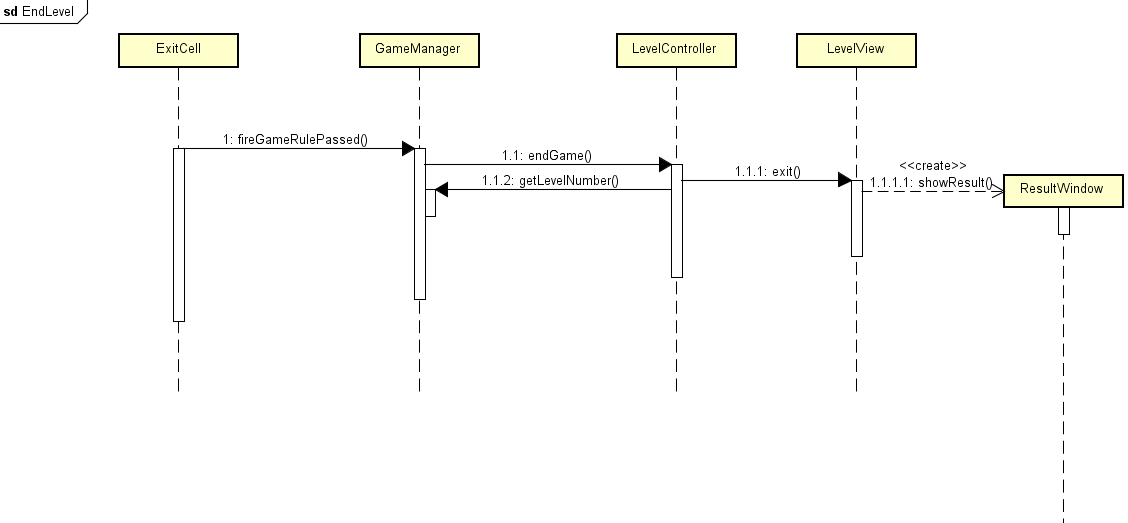 sd EndLevel
ExitCell
GameManager
LevelController
LevelView
1: fireGameRulePassed()
1.1: endGame()
1.1.1: exit()
<<create>>
1.1.1.1: showResult()
ResultWindow
1.1.2: getLevelNumber()